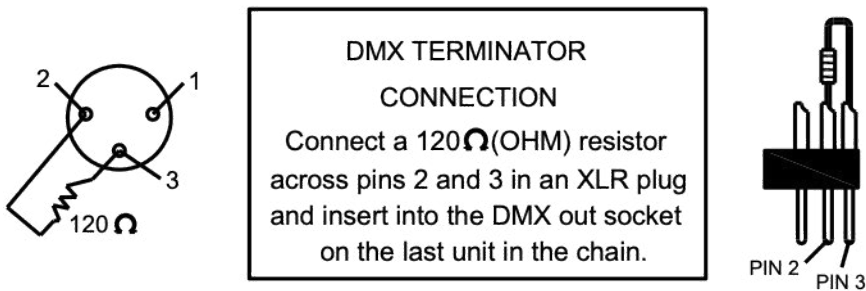 2
1
3
120 Ω
DMX TERMINATOR
CONNECTION
Connect a 120Ω(OHM) resistor
across pins 2 and 3 in an XLR plug
and insert into the DMX out socket
on the last unit in the chain.
PIN 2
PIN 3